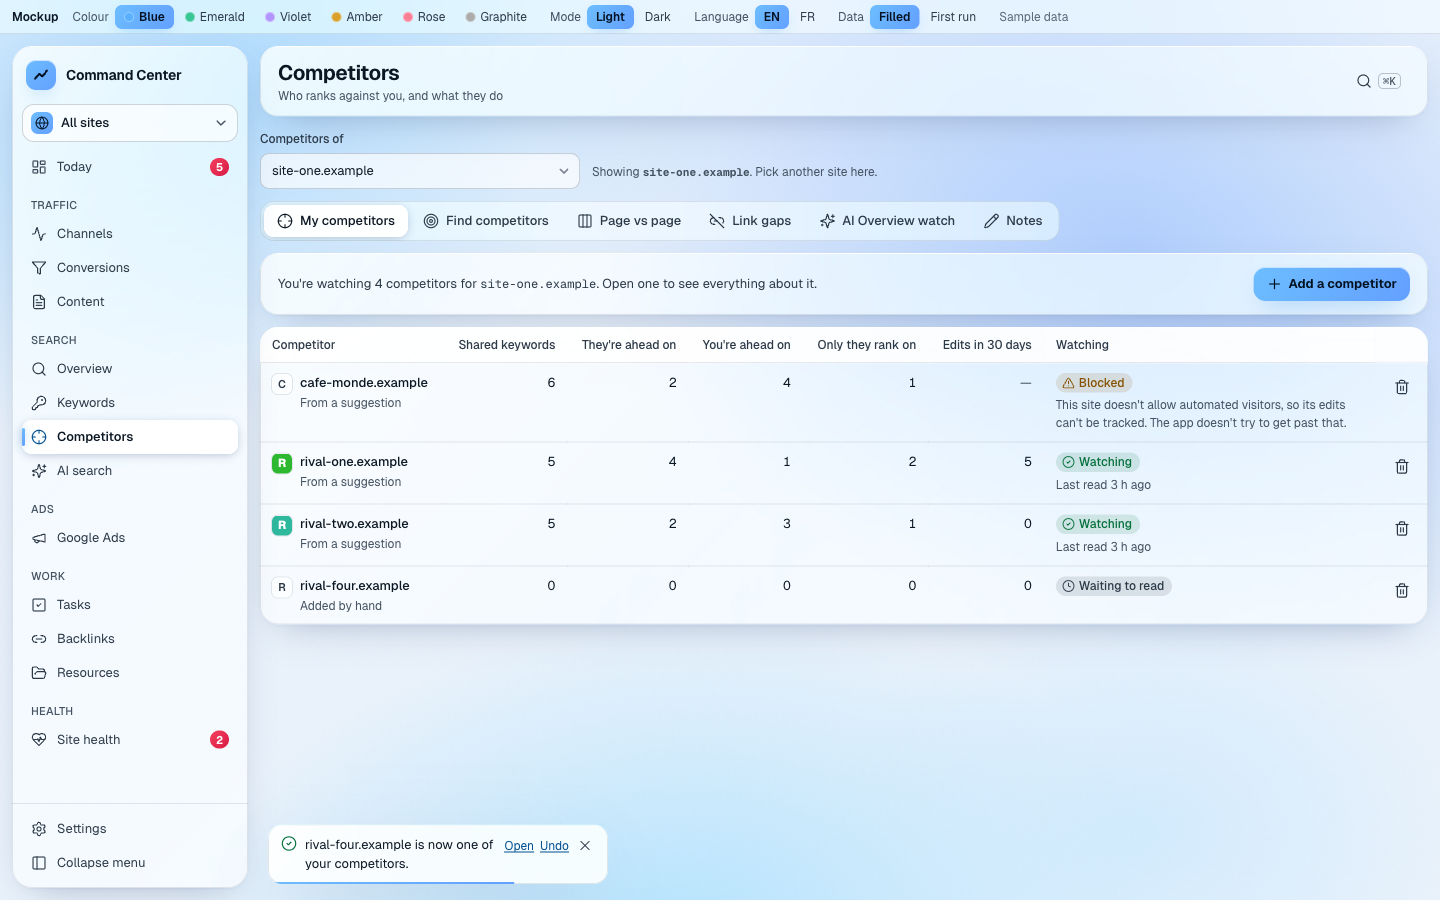 Mockup Colour Blue Emerald Violet Amber Rose Graphite Mode Light Dark Language EN FR Data Filled First run Sample data
Command Center
All sites
Today 5
TRAFFIC
Channels
Conversions
Content
SEARCH
Overview
Keywords
Competitors
AI search
ADS
Google Ads
WORK
Tasks
Backlinks
Resources
HEALTH
Site health 2
Settings
Collapse menu
Competitors
Who ranks against you, and what they do
⌘K
Competitors of
site-one.example
Showing site-one.example. Pick another site here.
My competitors Find competitors Page vs page Link gaps AI Overview watch Notes
You're watching 4 competitors for site-one.example. Open one to see everything about it.
Add a competitor
Competitor Shared keywords They're ahead on You're ahead on Only they rank on Edits in 30 days Watching
C cafe-monde.example 6 2 4 1 — Blocked
From a suggestion
This site doesn't allow automated visitors, so its edits
can't be tracked. The app doesn't try to get past that.
R rival-one.example 5 4 1 2 5 Watching
From a suggestion Last read 3 h ago
R rival-two.example 5 2 3 1 0 Watching
From a suggestion Last read 3 h ago
R rival-four.example 0 0 0 0 0 Waiting to read
Added by hand
rival-four.example is now one of
your competitors.
Open Undo